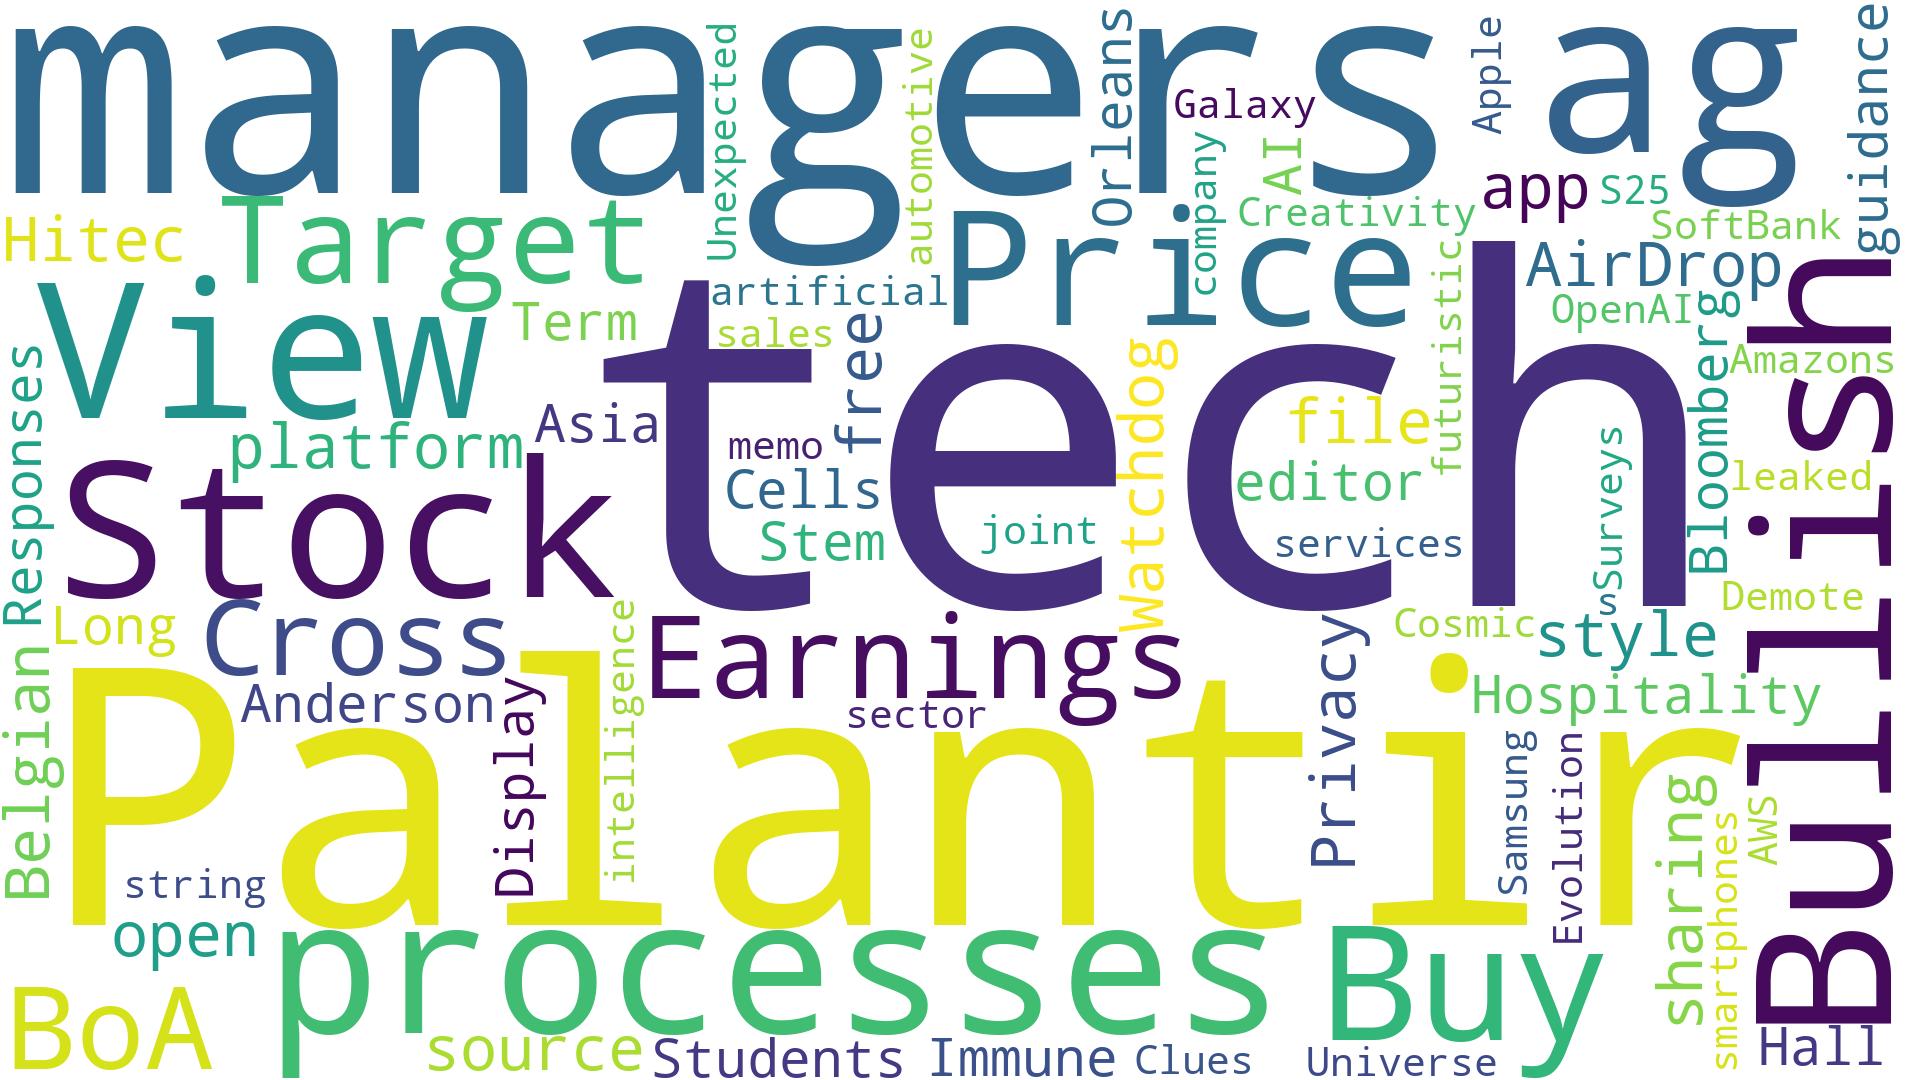 managers
ag
Unexpected
automotive
Orleans
Galaxy
Apple
guidance
company
AI
Creativity
app
S25
SoftBank
Hitec
Target
Price
AirDrop
OpenAI
View
Term
artificial
sales
free
tech
futuristic
Bloomberg
Amazons
Bullish
Responses
platform
Asia
memo
Watchdog
file
editor
leaked
Stock
Cells
Stem
joint
services
Surveys
s
Demote
Long
Cross
Earnings
Cosmic
style
Belgian
Anderson
Display
intelligence
sector
Privacy
Hospitality
Palantir
Samsung
Evolution
sharing
smartphones
AWS
string
open
processes
Buy
BoA
source
Students
Immune
Clues
Universe
Hall